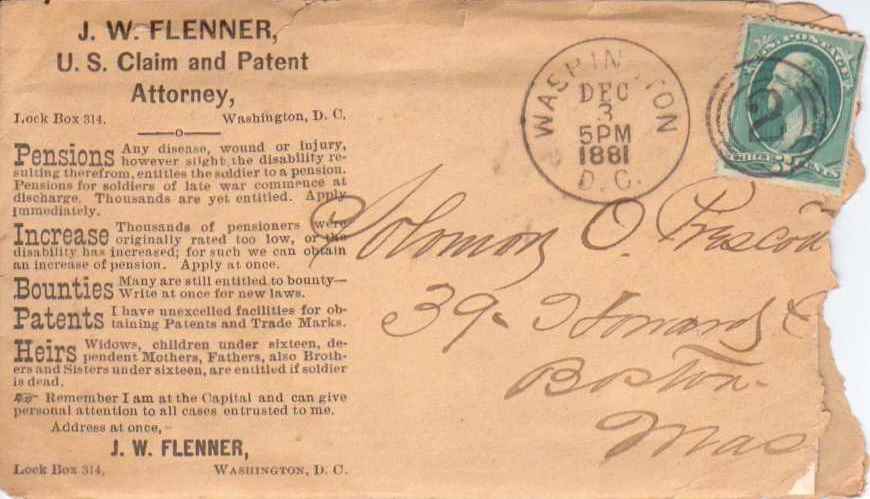 J. W. FLENNER,
U. S. Claim and Patent
Attorney,
Lock Box 314. Washington, D. C.
Pensions Any disease, wound or injury,
however slight the disability re-
sulting therefrom, entitles the soldier to a pension.
Pensions for soldiers of late war commence at
discharge. Thousands are yet entitled. Apply
immediately.
Increase Thousands of pensioners were
originally rated too low, or the
disability has increased; for such we can obtain
an increase of pension. Apply at once.
Bounties Many are still entitled to bounty—
Write at once for new laws.
Patents I have unexcelled facilities for ob-
taining Patents and Trade Marks.
Heirs Widows, children under sixteen, de-
pendent Mothers, Fathers, also Broth-
ers and Sisters under sixteen, are entitled if soldier
is dead.
☞ Remember I am at the Capital and can give
personal attention to all cases entrusted to me.
Address at once,—
J. W. FLENNER,
Lock Box 314, WASHINGTON, D. C.
WASHINGTON
DEC
3
5PM
1881
D. C.
U.S. POSTAGE
2
CENTS
Solomon O. Prescott
39 Howard
Boston
Mas